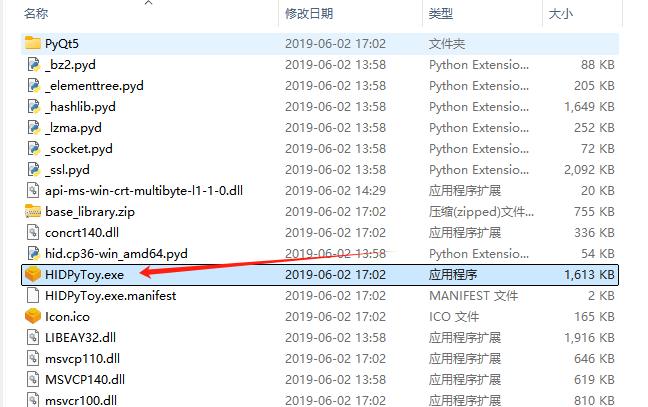 名称 修改日期 类型 大小
PyQt5 2019-06-02 17:02 文件夹
_bz2.pyd 2019-06-02 13:58 Python Extensio... 88 KB
_elementtree.pyd 2019-06-02 13:58 Python Extensio... 205 KB
_hashlib.pyd 2019-06-02 13:58 Python Extensio... 1,649 KB
_lzma.pyd 2019-06-02 13:58 Python Extensio... 252 KB
_socket.pyd 2019-06-02 13:58 Python Extensio... 72 KB
_ssl.pyd 2019-06-02 13:58 Python Extensio... 2,092 KB
api-ms-win-crt-multibyte-l1-1-0.dll 2019-06-02 14:29 应用程序扩展 20 KB
base_library.zip 2019-06-02 17:02 压缩(zipped)文件... 755 KB
concrt140.dll 2019-06-02 17:02 应用程序扩展 336 KB
hid.cp36-win_amd64.pyd 2019-06-02 13:58 Python Extensio... 54 KB
HIDPyToy.exe 2019-06-02 17:02 应用程序 1,613 KB
HIDPyToy.exe.manifest 2019-06-02 17:02 MANIFEST 文件 2 KB
Icon.ico 2019-06-02 17:02 ICO 文件 165 KB
LIBEAY32.dll 2019-06-02 13:58 应用程序扩展 1,916 KB
msvcp110.dll 2019-06-02 17:02 应用程序扩展 646 KB
MSVCP140.dll 2019-06-02 13:58 应用程序扩展 619 KB
msvcr100.dll 2019-06-02 17:02 应用程序扩展 810 KB